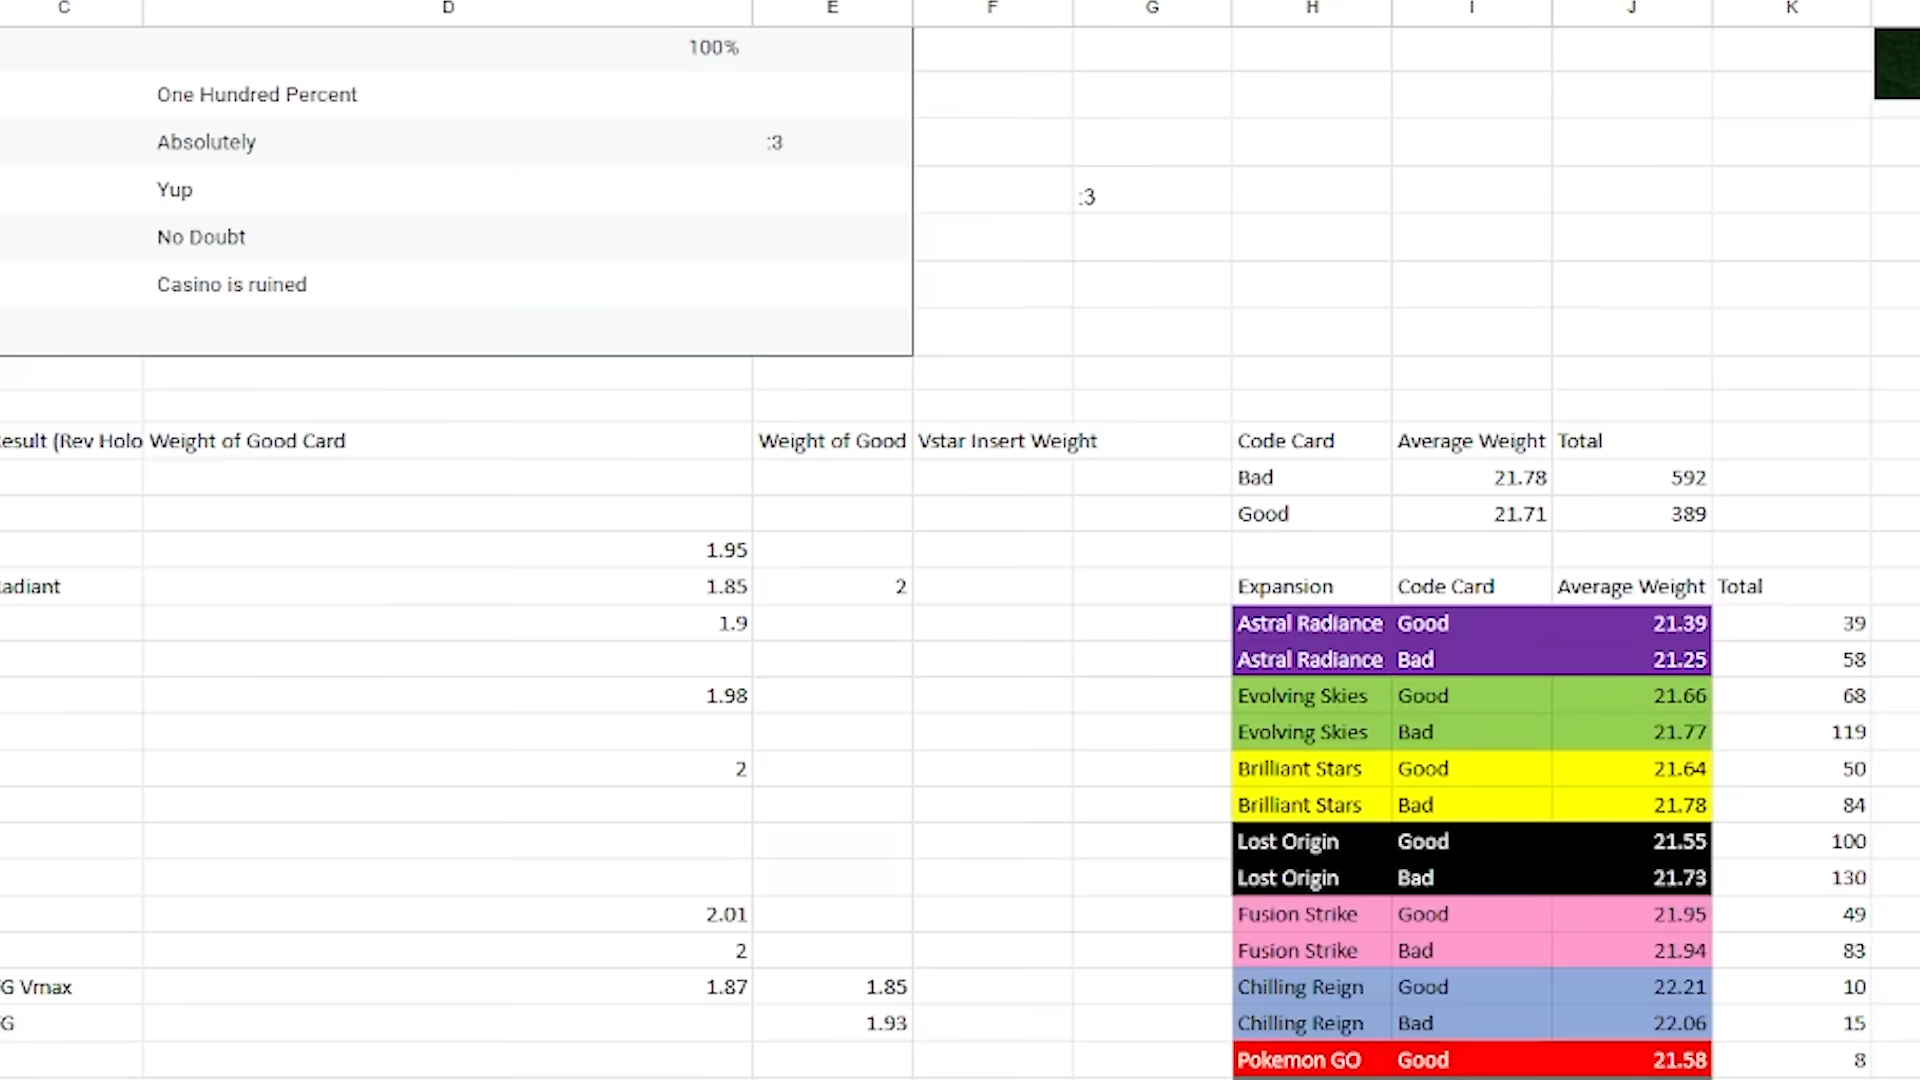 C D E F G H I J K
100%
One Hundred Percent
Absolutely :3
Yup :3
No Doubt
Casino is ruined
esult (Rev Holo Weight of Good Card Weight of Good Vstar Insert Weight Code Card Average Weight Total
Bad 21.78 592
Good 21.71 389
1.95
adiant 1.85 2 Expansion Code Card Average Weight Total
1.9 Astral Radiance Good 21.39 39
Astral Radiance Bad 21.25 58
1.98 Evolving Skies Good 21.66 68
Evolving Skies Bad 21.77 119
2 Brilliant Stars Good 21.64 50
Brilliant Stars Bad 21.78 84
Lost Origin Good 21.55 100
Lost Origin Bad 21.73 130
2.01 Fusion Strike Good 21.95 49
2 Fusion Strike Bad 21.94 83
G Vmax 1.87 1.85 Chilling Reign Good 22.21 10
G 1.93 Chilling Reign Bad 22.06 15
Pokemon GO Good 21.58 8